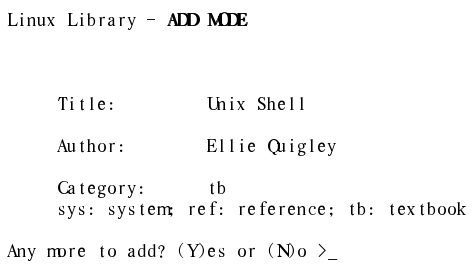 Linux Library - ADD MODE
Title: Unix Shell
Author: Ellie Quigley
Category: tb
sys: system; ref: reference; tb: textbook
Any more to add? (Y)es or (N)o >_